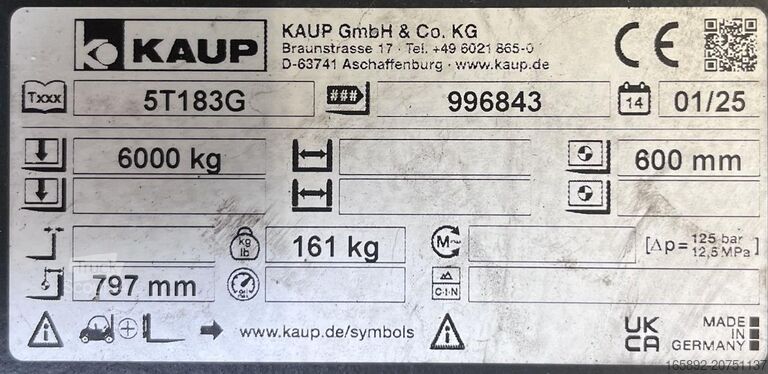 KAUP
KAUP GmbH & Co. KG
Braunstrasse 17 · Tel. +49 6021 865-0
D-63741 Aschaffenburg · www.kaup.de
CE
Txxx 5T183G ### 996843 14 01/25
6000 kg 600 mm
kg lb 161 kg M~ [Δp= 125 bar 12,5 MPa]
797 mm C-I-N
www.kaup.de/symbols
UK CA
MADE IN GERMANY
165892-20751137